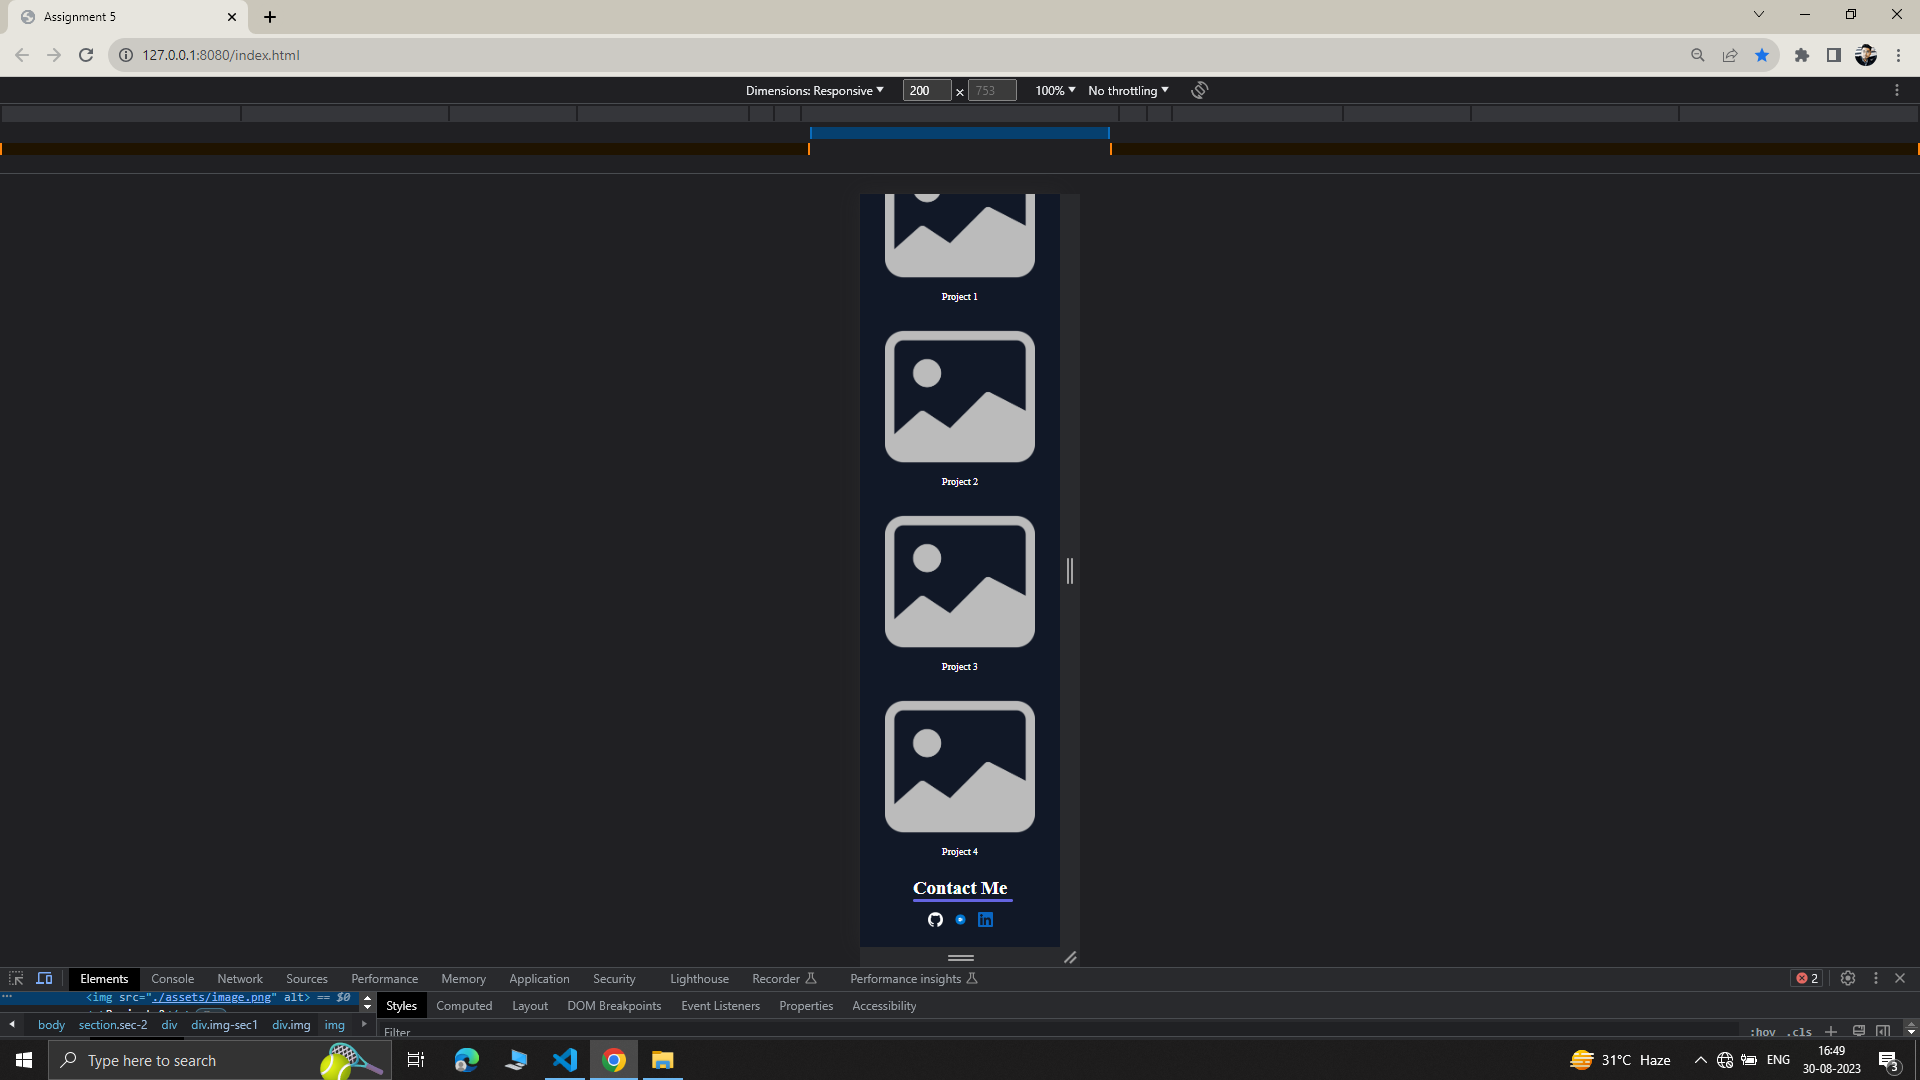 Assignment 5
127.0.0.1:8080/index.html
Dimensions: Responsive 200 × 753 100% No throttling
Project 1
Project 2
Project 3
Project 4
Contact Me
in
Elements Console Network Sources Performance Memory Application Security Lighthouse Recorder Performance insights 2
<img src="./assets/image.png" alt> == $0
Styles Computed Layout DOM Breakpoints Event Listeners Properties Accessibility
body section.sec-2 div div.img-sec1 div.img img
Filter :hov .cls
Type here to search
31°C Haze ENG 16:49
30-08-2023
3